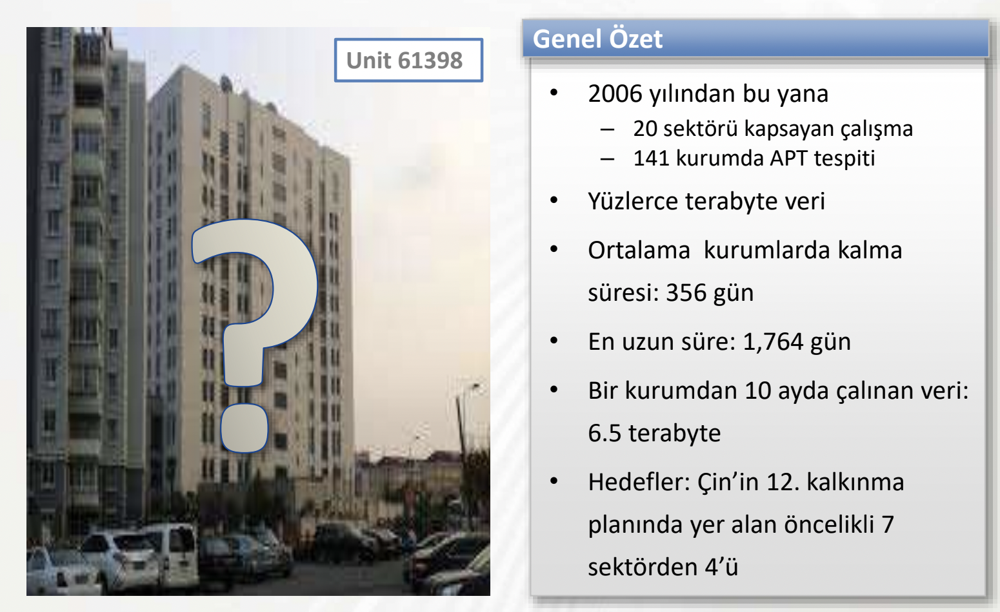 Unit 61398
Genel Özet
• 2006 yılından bu yana
– 20 sektörü kapsayan çalışma
– 141 kurumda APT tespiti
• Yüzlerce terabyte veri
• Ortalama kurumlarda kalma
süresi: 356 gün
• En uzun süre: 1,764 gün
• Bir kurumdan 10 ayda çalınan veri:
6.5 terabyte
• Hedefler: Çin’in 12. kalkınma
planında yer alan öncelikli 7
sektörden 4’ü
?